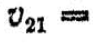 v₂₁ =